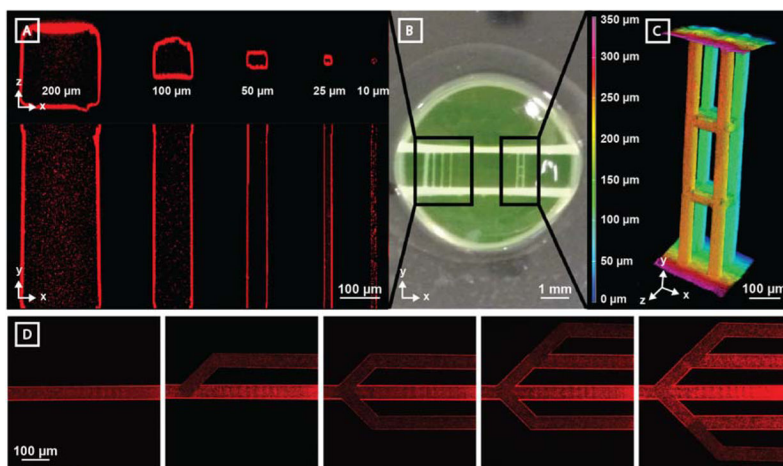 A
z
x
200 µm
100 µm
50 µm
25 µm
10 µm
y
x
100 µm
B
y
x
1 mm
350 µm
300 µm
250 µm
200 µm
150 µm
100 µm
50 µm
0 µm
C
y
z
x
100 µm
D
100 µm